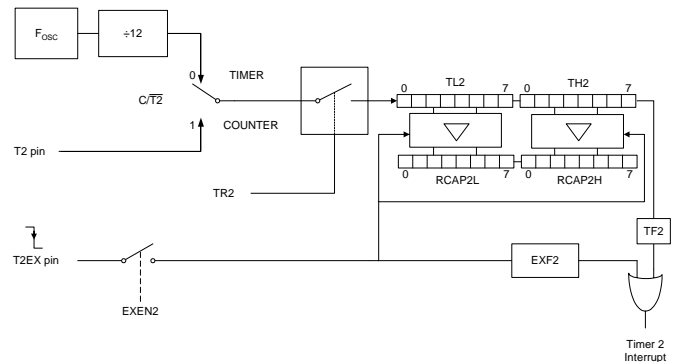 FOSC
÷12
0
TIMER
C/T2
1
COUNTER
T2 pin
TR2
0
TL2
7
0
TH2
7
0
7
0
7
RCAP2L
RCAP2H
TF2
T2EX pin
EXF2
EXEN2
Timer 2
Interrupt